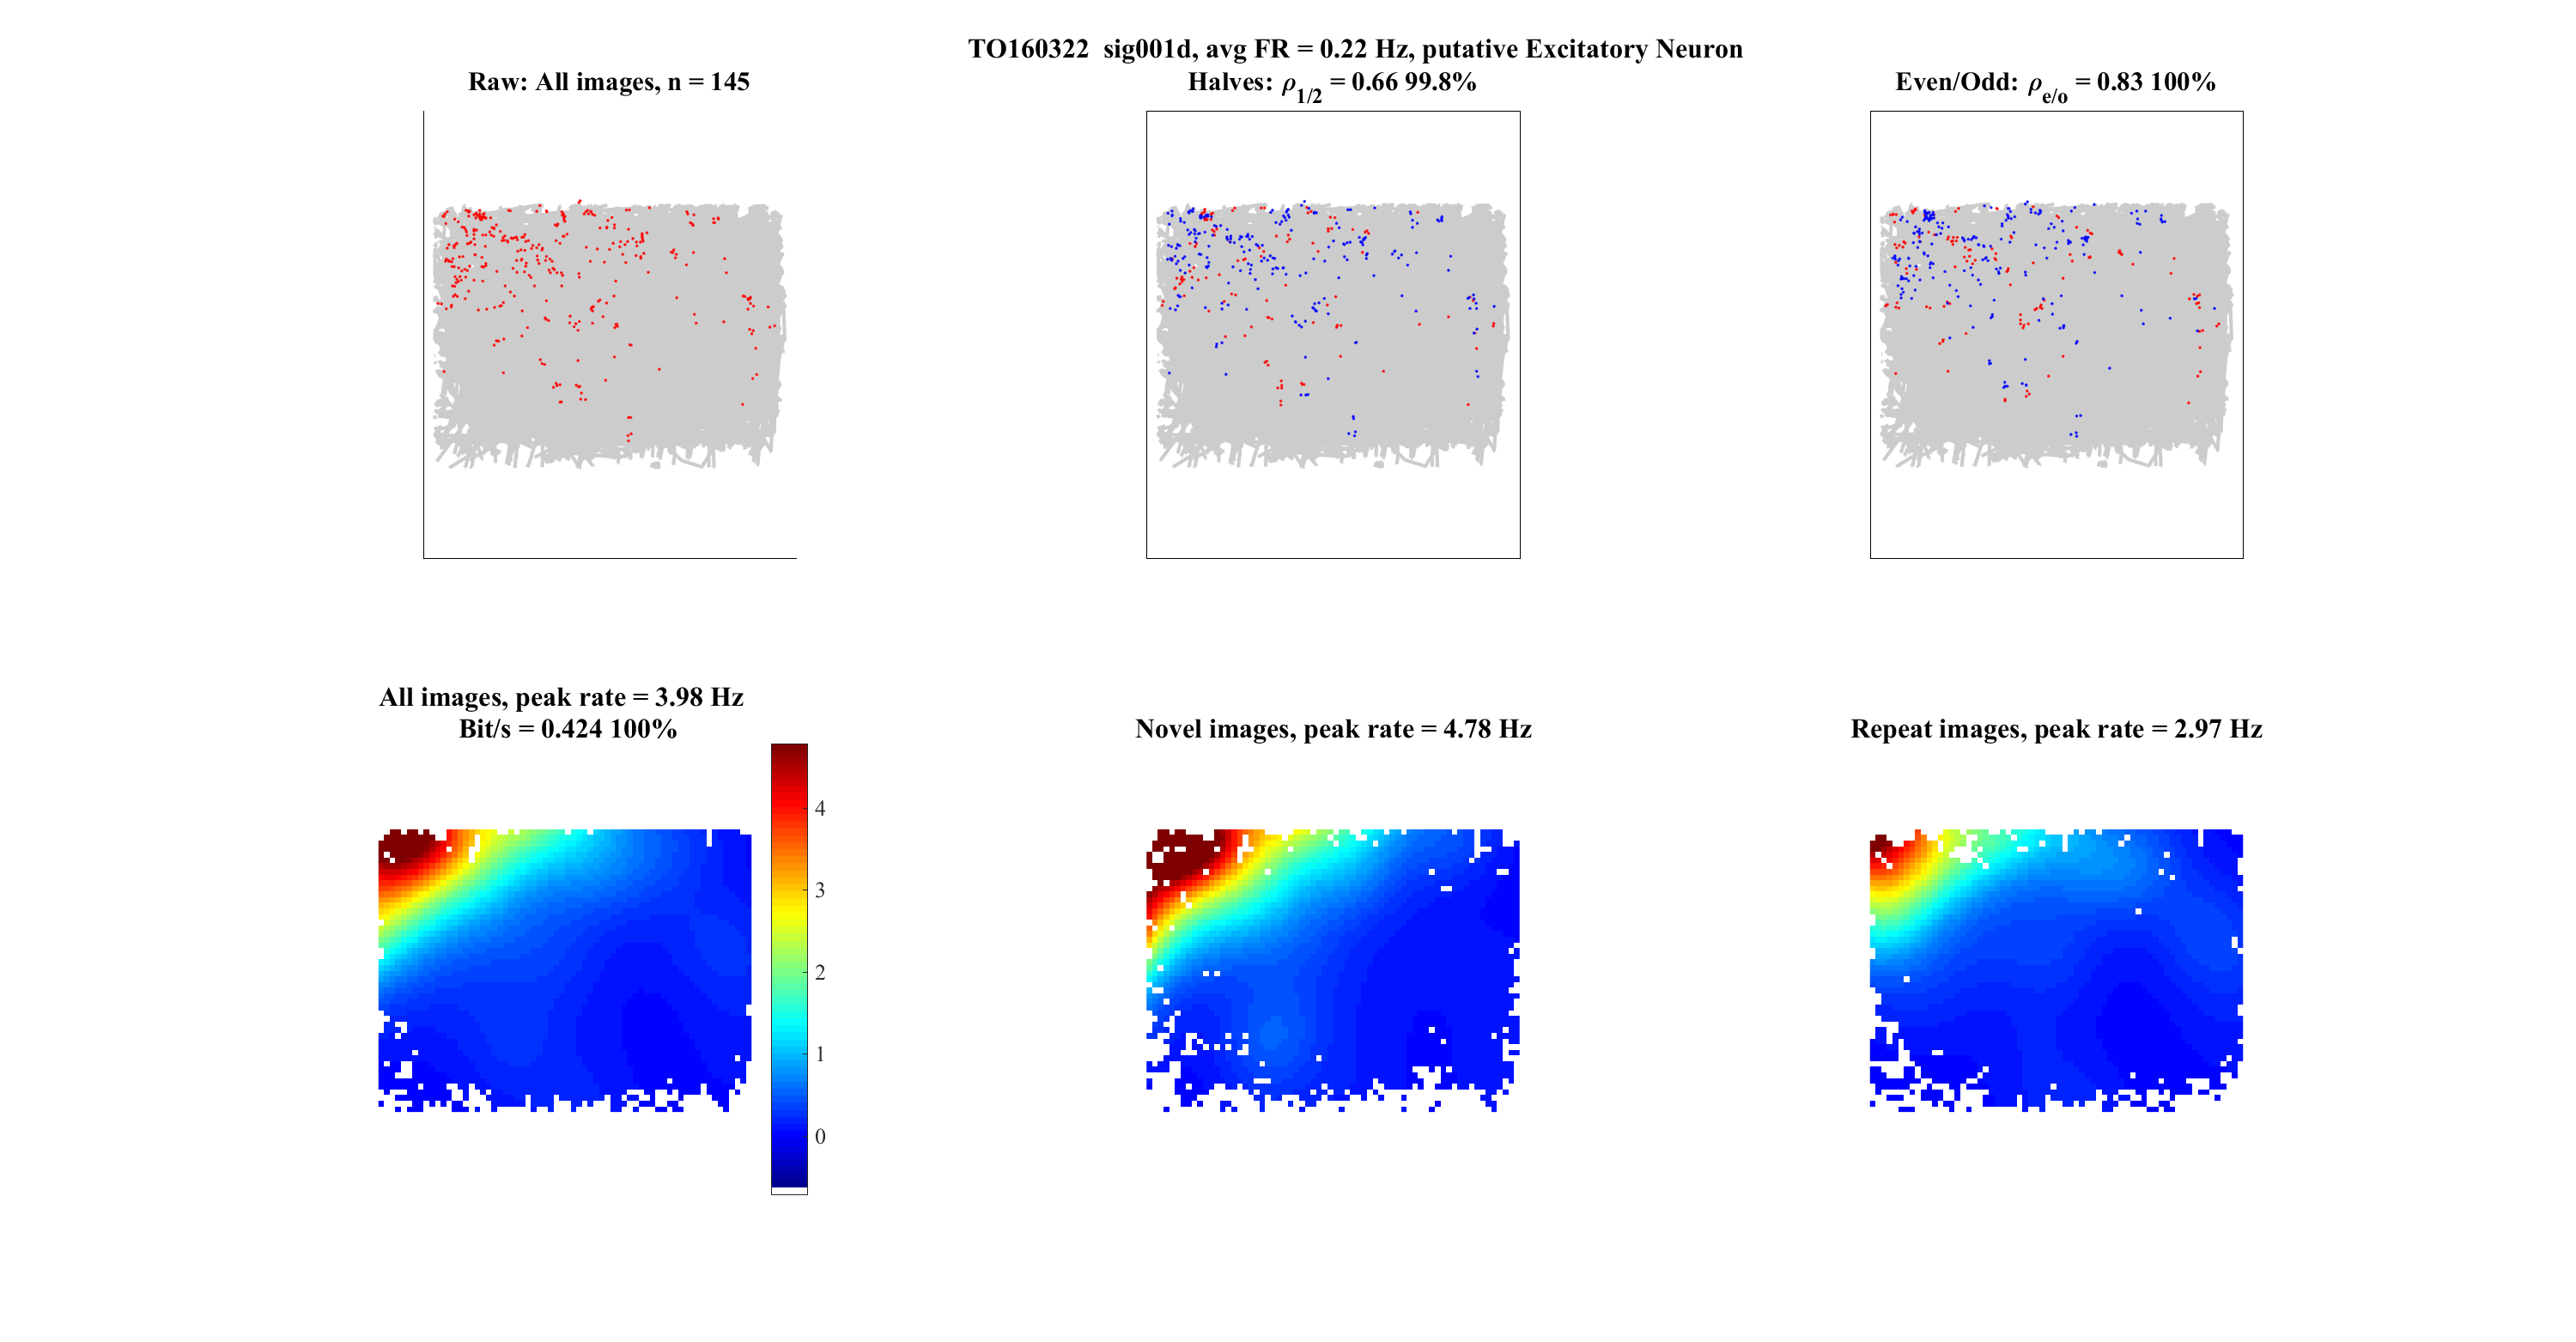 TO160322 sig001d, avg FR = 0.22 Hz, putative Excitatory Neuron
Raw: All images, n = 145
Halves: ρ1/2 = 0.66 99.8%
Even/Odd: ρe/o = 0.83 100%
All images, peak rate = 3.98 Hz
Bit/s = 0.424 100%
Novel images, peak rate = 4.78 Hz
Repeat images, peak rate = 2.97 Hz
4
3
2
1
0